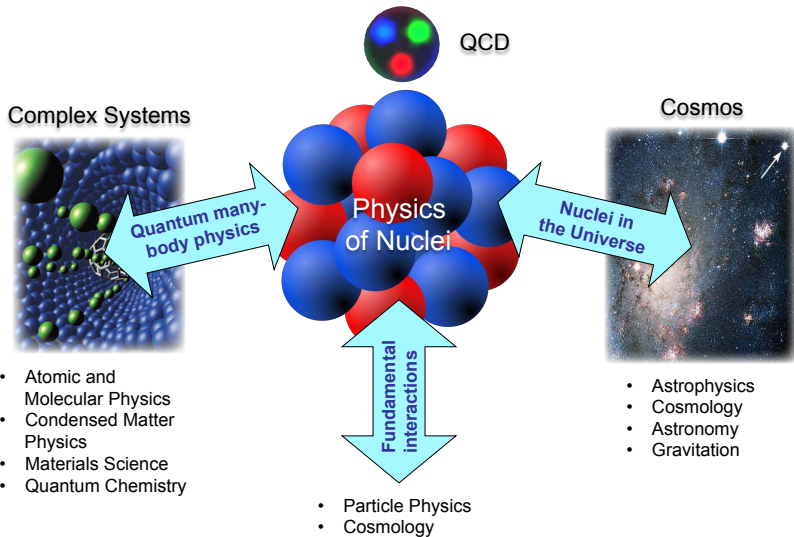 QCD
Complex Systems
Cosmos
Quantum many-
body physics
Physics
of Nuclei
Nuclei in
the Universe
Fundamental
interactions
• Atomic and
Molecular Physics
• Condensed Matter
Physics
• Materials Science
• Quantum Chemistry
• Astrophysics
• Cosmology
• Astronomy
• Gravitation
• Particle Physics
• Cosmology